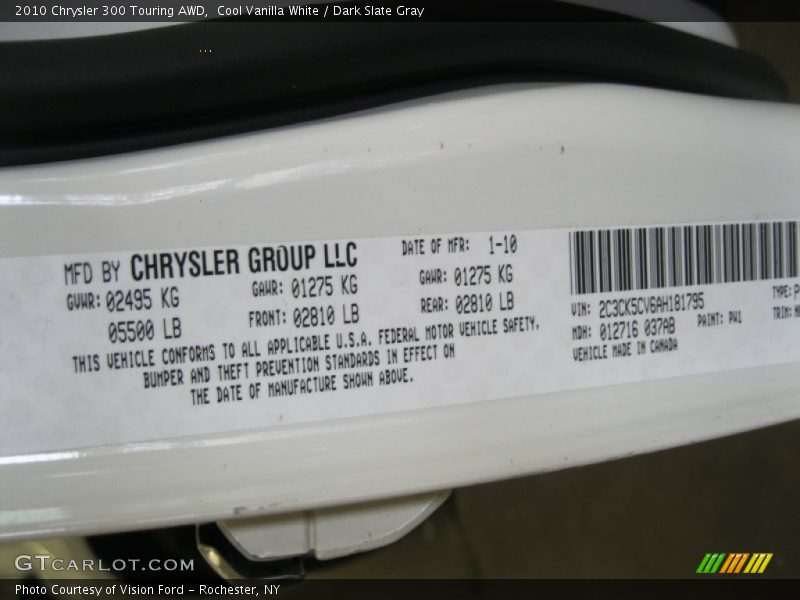 2010 Chrysler 300 Touring AWD, Cool Vanilla White / Dark Slate Gray
MFD BY CHRYSLER GROUP LLC
DATE OF MFR: 1-10
GVWR: 02495 KG
GAWR: 01275 KG
GAWR: 01275 KG
05500 LB
FRONT: 02810 LB
REAR: 02810 LB
THIS VEHICLE CONFORMS TO ALL APPLICABLE U.S.A. FEDERAL MOTOR VEHICLE SAFETY,
BUMPER AND THEFT PREVENTION STANDARDS IN EFFECT ON
THE DATE OF MANUFACTURE SHOWN ABOVE.
VIN: 2C3CK5CV6AH181795
TYPE: P
MDH: 012716 037AB
PAINT: PW1
TRIM:
VEHICLE MADE IN CANADA
GTCARLOT.COM
Photo Courtesy of Vision Ford - Rochester, NY